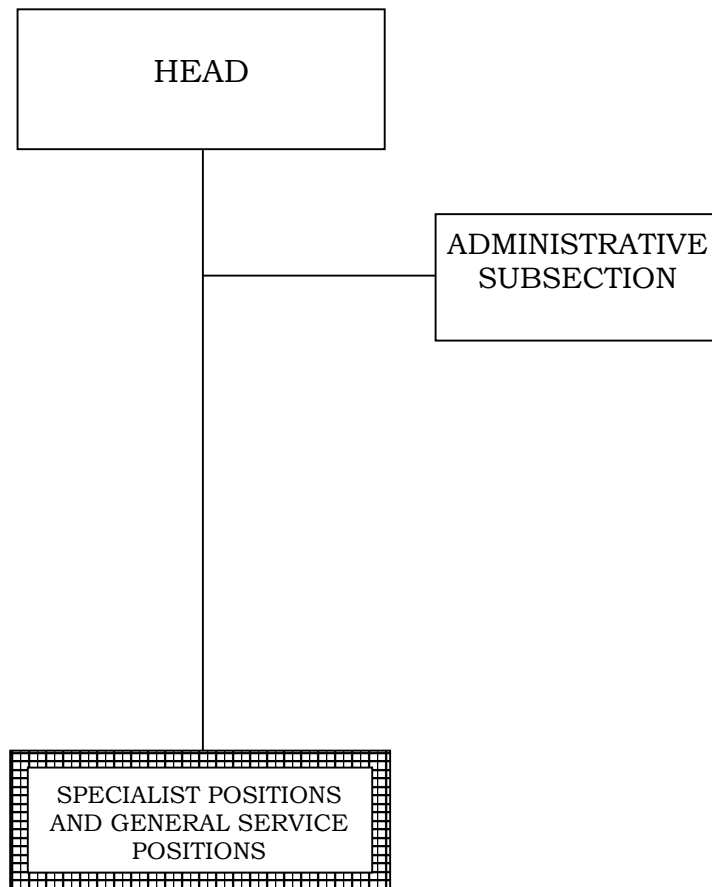 HEAD
ADMINISTRATIVE
SUBSECTION
SPECIALIST POSITIONS
AND GENERAL SERVICE
POSITIONS